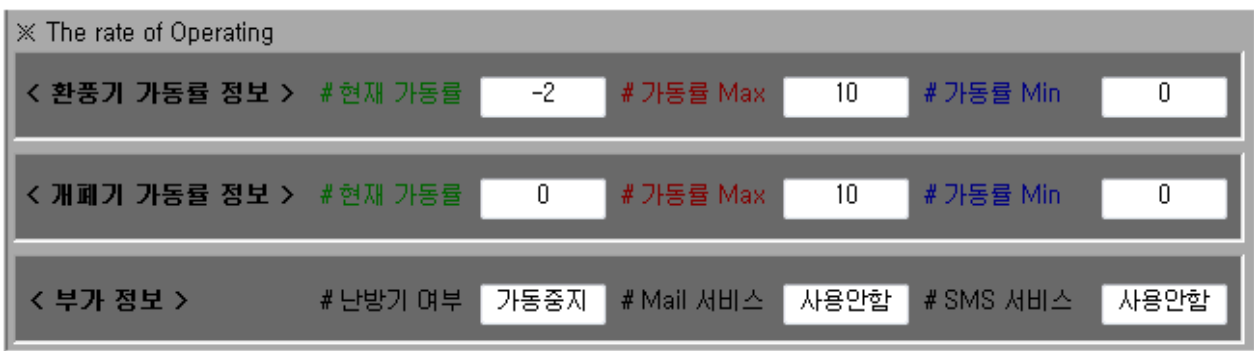 ※ The rate of Operating
< 환풍기 가동률 정보 > # 현재 가동률 -2 # 가동률 Max 10 # 가동률 Min 0
< 개폐기 가동률 정보 > # 현재 가동률 0 # 가동률 Max 10 # 가동률 Min 0
< 부가 정보 > # 난방기 여부 가동중지 # Mail 서비스 사용안함 # SMS 서비스 사용안함